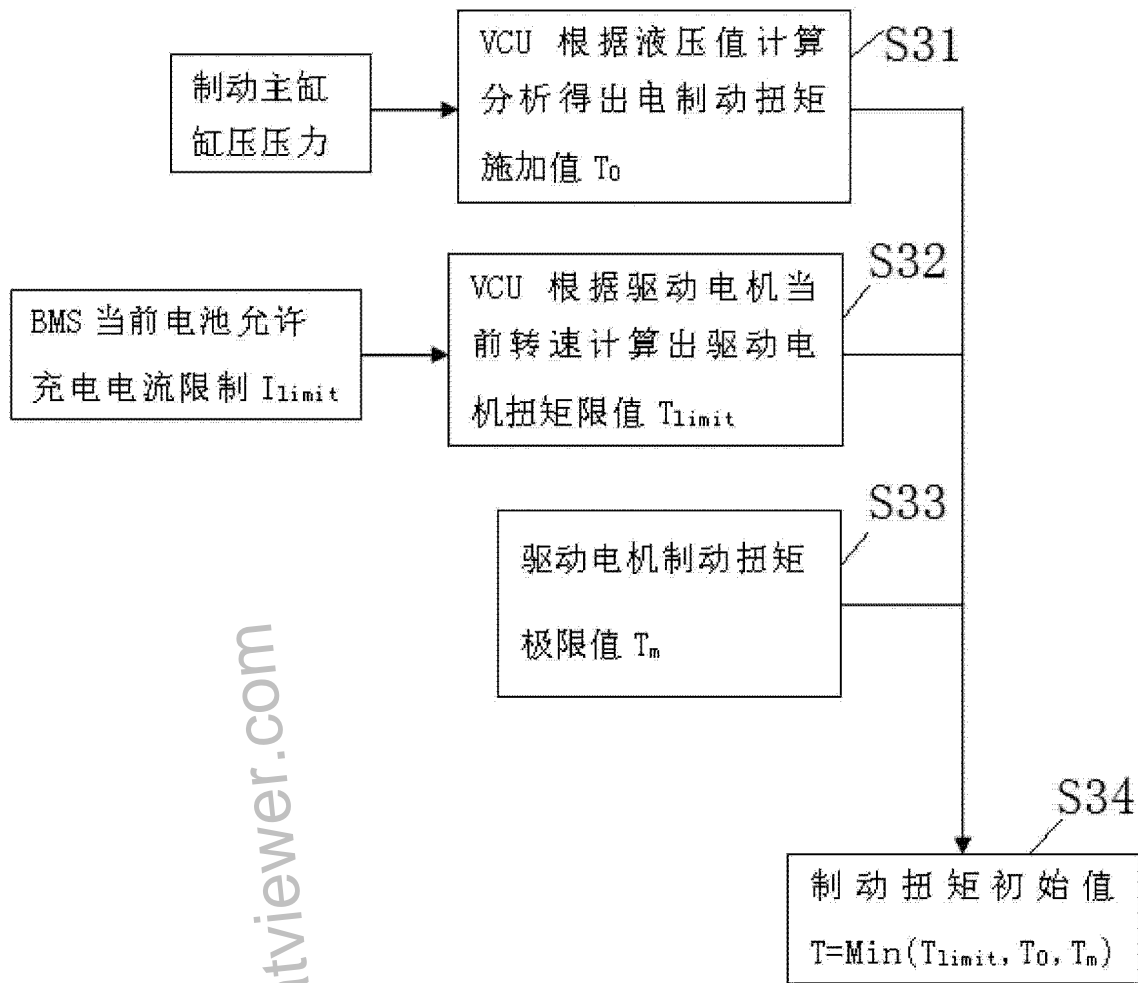 制动主缸
缸压压力
VCU 根据液压值计算
分析得出电制动扭矩
施加值 T0
S31
BMS 当前电池允许
充电电流限制 Ilimit
VCU 根据驱动电机当
前转速计算出驱动电
机扭矩限值 Tlimit
S32
驱动电机制动扭矩
极限值 Tm
S33
S34
制动扭矩初始值
T=Min(Tlimit, T0, Tm)
tviewer.com